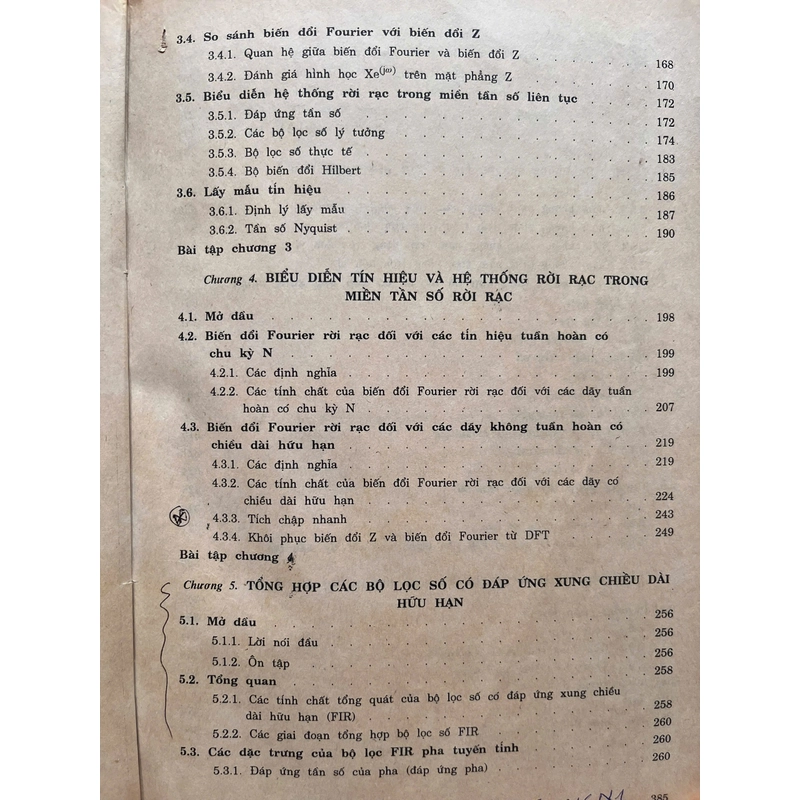 3.4. So sánh biến đổi Fourier với biến đổi Z
3.4.1. Quan hệ giữa biến đổi Fourier và biến đổi Z . . . . 168
3.4.2. Đánh giá hình học Xe(jω) trên mặt phẳng Z . . . . 170
3.5. Biểu diễn hệ thống rời rạc trong miền tần số liên tục . . . . 172
3.5.1. Đáp ứng tần số . . . . 172
3.5.2. Các bộ lọc số lý tưởng . . . . 174
3.5.3. Bộ lọc số thực tế . . . . 183
3.5.4. Bộ biến đổi Hilbert . . . . 185
3.6. Lấy mẫu tín hiệu . . . . 186
3.6.1. Định lý lấy mẫu . . . . 187
3.6.2. Tần số Nyquist . . . . 190
Bài tập chương 3
Chương 4. BIỂU DIỄN TÍN HIỆU VÀ HỆ THỐNG RỜI RẠC TRONG
MIỀN TẦN SỐ RỜI RẠC
4.1. Mở đầu . . . . 198
4.2. Biến đổi Fourier rời rạc đối với các tín hiệu tuần hoàn có
chu kỳ N . . . . 199
4.2.1. Các định nghĩa . . . . 199
4.2.2. Các tính chất của biến đổi Fourier rời rạc đối với các dãy tuần
hoàn có chu kỳ N . . . . 207
4.3. Biến đổi Fourier rời rạc đối với các dáy không tuần hoàn có
chiều dài hữu hạn . . . . 219
4.3.1. Các định nghĩa . . . . 219
4.3.2. Các tính chất của biến đổi Fourier rời rạc đối với các dãy có
chiều dài hữu hạn . . . . 224
4.3.3. Tích chập nhanh . . . . 243
4.3.4. Khôi phục biến đổi Z và biến đổi Fourier từ DFT . . . . 249
Bài tập chương 4
Chương 5. TỔNG HỢP CÁC BỘ LỌC SỐ CÓ ĐÁP ỨNG XUNG CHIỀU DÀI
HỮU HẠN
5.1. Mở đầu . . . . 256
5.1.1. Lời nói đầu . . . . 256
5.1.2. Ôn tập . . . . 256
5.2. Tổng quan . . . . 258
5.2.1. Các tính chất tổng quát của bộ lọc số có đáp ứng xung chiều
dài hữu hạn (FIR) . . . . 258
5.2.2. Các giai đoạn tổng hợp bộ lọc số FIR . . . . 260
5.3. Các đặc trưng của bộ lọc FIR pha tuyến tính . . . . 260
5.3.1. Đáp ứng tần số của pha (đáp ứng pha) . . . . 260
385